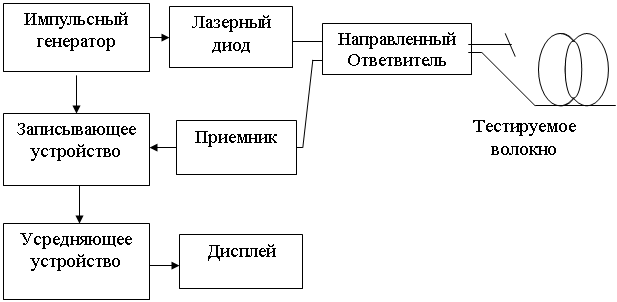 Импульсный
генератор
Лазерный
диод
Направленный
Ответвитель
Тестируемое
волокно
Записывающее
устройство
Приемник
Усредняющее
устройство
Дисплей